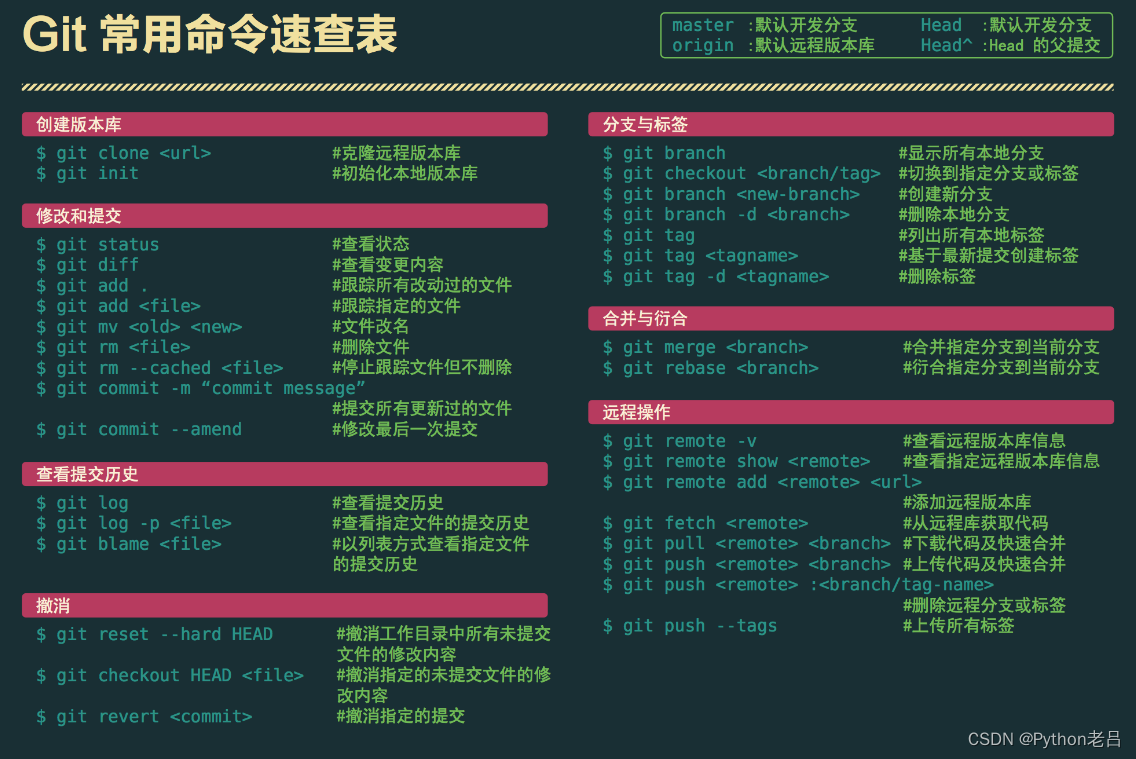 Git 常用命令速查表
master :默认开发分支 Head :默认开发分支
origin :默认远程版本库 Head^ :Head 的父提交
创建版本库
$ git clone <url> #克隆远程版本库
$ git init #初始化本地版本库
修改和提交
$ git status #查看状态
$ git diff #查看变更内容
$ git add . #跟踪所有改动过的文件
$ git add <file> #跟踪指定的文件
$ git mv <old> <new> #文件改名
$ git rm <file> #删除文件
$ git rm --cached <file> #停止跟踪文件但不删除
$ git commit -m “commit message”
#提交所有更新过的文件
$ git commit --amend #修改最后一次提交
查看提交历史
$ git log #查看提交历史
$ git log -p <file> #查看指定文件的提交历史
$ git blame <file> #以列表方式查看指定文件
的提交历史
撤消
$ git reset --hard HEAD #撤消工作目录中所有未提交
文件的修改内容
$ git checkout HEAD <file> #撤消指定的未提交文件的修
改内容
$ git revert <commit> #撤消指定的提交
分支与标签
$ git branch #显示所有本地分支
$ git checkout <branch/tag> #切换到指定分支或标签
$ git branch <new-branch> #创建新分支
$ git branch -d <branch> #删除本地分支
$ git tag #列出所有本地标签
$ git tag <tagname> #基于最新提交创建标签
$ git tag -d <tagname> #删除标签
合并与衍合
$ git merge <branch> #合并指定分支到当前分支
$ git rebase <branch> #衍合指定分支到当前分支
远程操作
$ git remote -v #查看远程版本库信息
$ git remote show <remote> #查看指定远程版本库信息
$ git remote add <remote> <url>
#添加远程版本库
$ git fetch <remote> #从远程库获取代码
$ git pull <remote> <branch> #下载代码及快速合并
$ git push <remote> <branch> #上传代码及快速合并
$ git push <remote> :<branch/tag-name>
#删除远程分支或标签
$ git push --tags #上传所有标签
CSDN @Python老吕